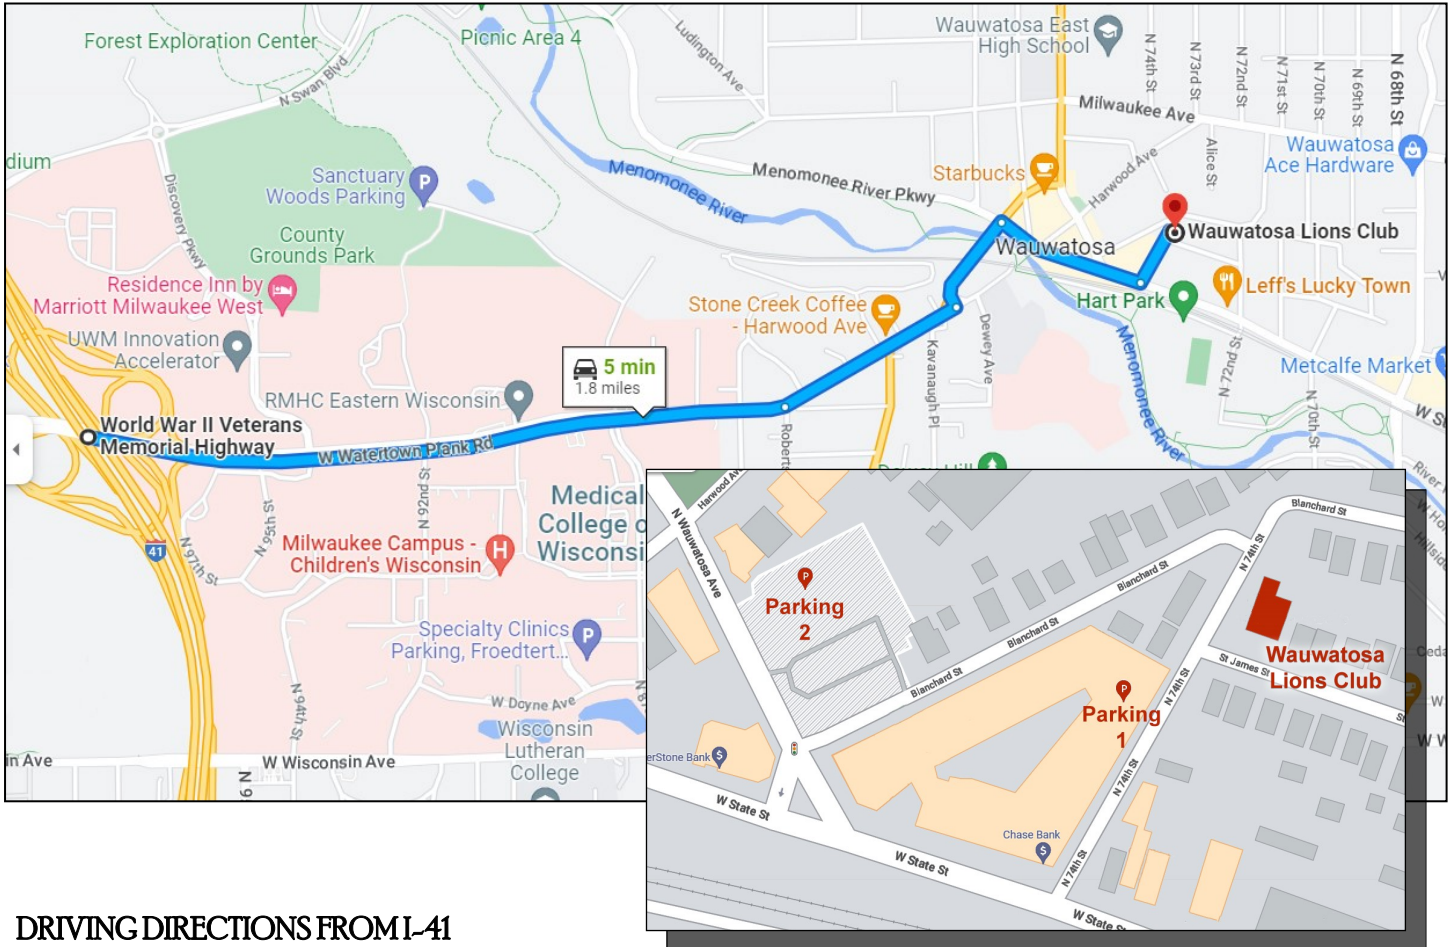 Forest Exploration Center
Picnic Area 4
Ludington Ave
Wauwatosa East
High School
N 74th St
N 73rd St
N 72nd St
N 71st St
N 70th St
N 69th St
N 68th St
N Swan Blvd
Milwaukee Ave
dium
Sanctuary
Woods Parking
Menomonee River
Menomonee River Pkwy
Starbucks
Harwood Ave
Alice St
Wauwatosa
Ace Hardware
Discovery Pkwy
County
Grounds Park
Wauwatosa
Wauwatosa Lions Club
Residence Inn by
Marriott Milwaukee West
Stone Creek Coffee
- Harwood Ave
Hart Park
Leff's Lucky Town
UWM Innovation
Accelerator
Kavanaugh Pl
Dewey Ave
Menomonee River
N 72nd St
Metcalfe Market
5 min
1.8 miles
RMHC Eastern Wisconsin
N 70th St
W St
World War II Veterans
Memorial Highway
W Watertown Plank Rd
Roberts
River
N 92nd St
Medical
College o
Wisconsi
41
N 97th St
N 95th St
Milwaukee Campus -
Children's Wisconsin
H
Specialty Clinics
Parking, Froedtert...
N 94th St
W Doyne Ave
Wisconsin
Lutheran
College
in Ave
W Wisconsin Ave
N 9
Harwood Av
N Wauwatosa Ave
Blanchard St
N 74th St
Blanchard St
P
Parking
2
Blanchard St
Blanchard St
Wauwatosa
Lions Club
St James St
N 74th St
P
Parking
1
erStone Bank
N 74th St
W State St
Chase Bank
W State St
N 74th St
W State St
Hillsid
Ceda
W W
DRIVING DIRECTIONS FROM I-41